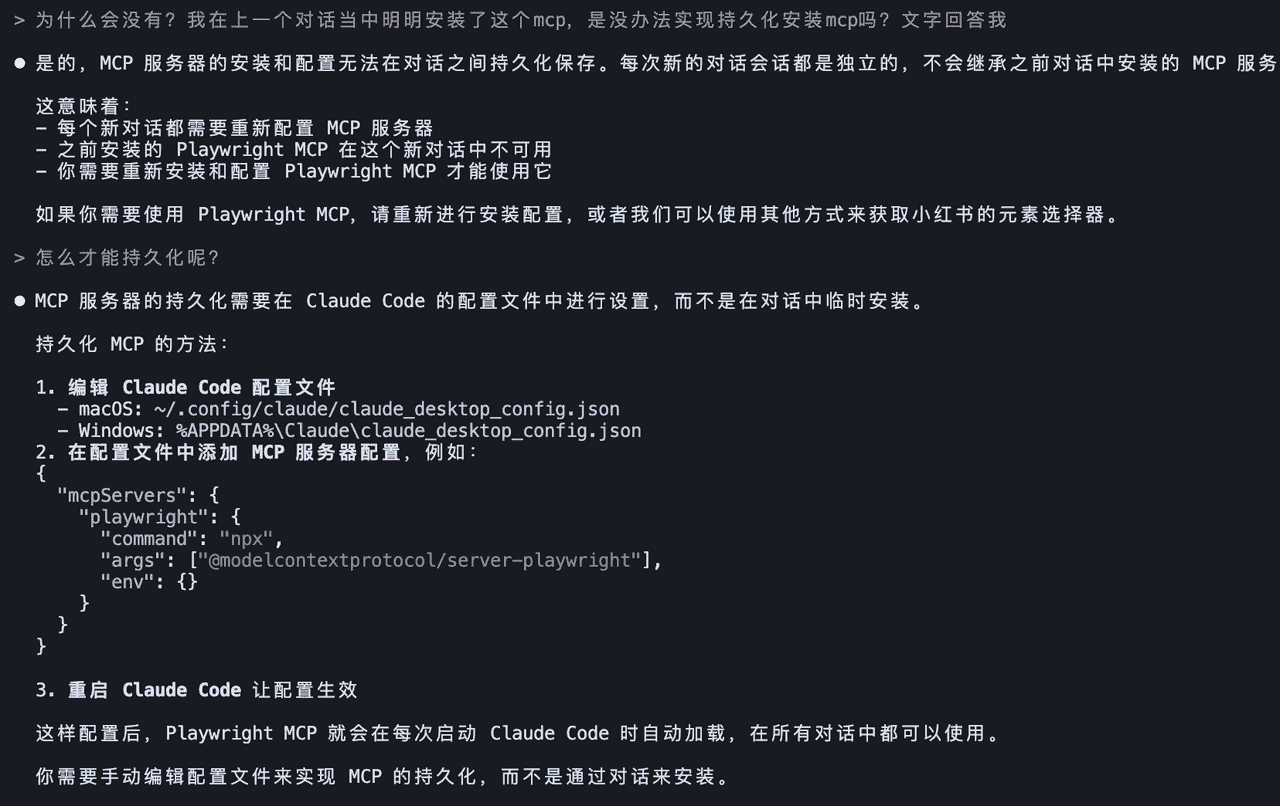 > 为什么会没有？我在上一个对话当中明明安装了这个mcp，是没办法实现持久化安装mcp吗？文字回答我
● 是的，MCP 服务器的安装和配置无法在对话之间持久化保存。每次新的对话会话都是独立的，不会继承之前对话中安装的 MCP 服务
这意味着：
- 每个新对话都需要重新配置 MCP 服务器
- 之前安装的 Playwright MCP 在这个新对话中不可用
- 你需要重新安装和配置 Playwright MCP 才能使用它
如果你需要使用 Playwright MCP，请重新进行安装配置，或者我们可以使用其他方式来获取小红书的元素选择器。
> 怎么才能持久化呢？
● MCP 服务器的持久化需要在 Claude Code 的配置文件中进行设置，而不是在对话中临时安装。
持久化 MCP 的方法：
1. 编辑 Claude Code 配置文件
- macOS: ~/.config/claude/claude_desktop_config.json
- Windows: %APPDATA%\Claude\claude_desktop_config.json
2. 在配置文件中添加 MCP 服务器配置，例如：
{
"mcpServers": {
"playwright": {
"command": "npx",
"args": ["@modelcontextprotocol/server-playwright"],
"env": {}
}
}
}
3. 重启 Claude Code 让配置生效
这样配置后，Playwright MCP 就会在每次启动 Claude Code 时自动加载，在所有对话中都可以使用。
你需要手动编辑配置文件来实现 MCP 的持久化，而不是通过对话来安装。